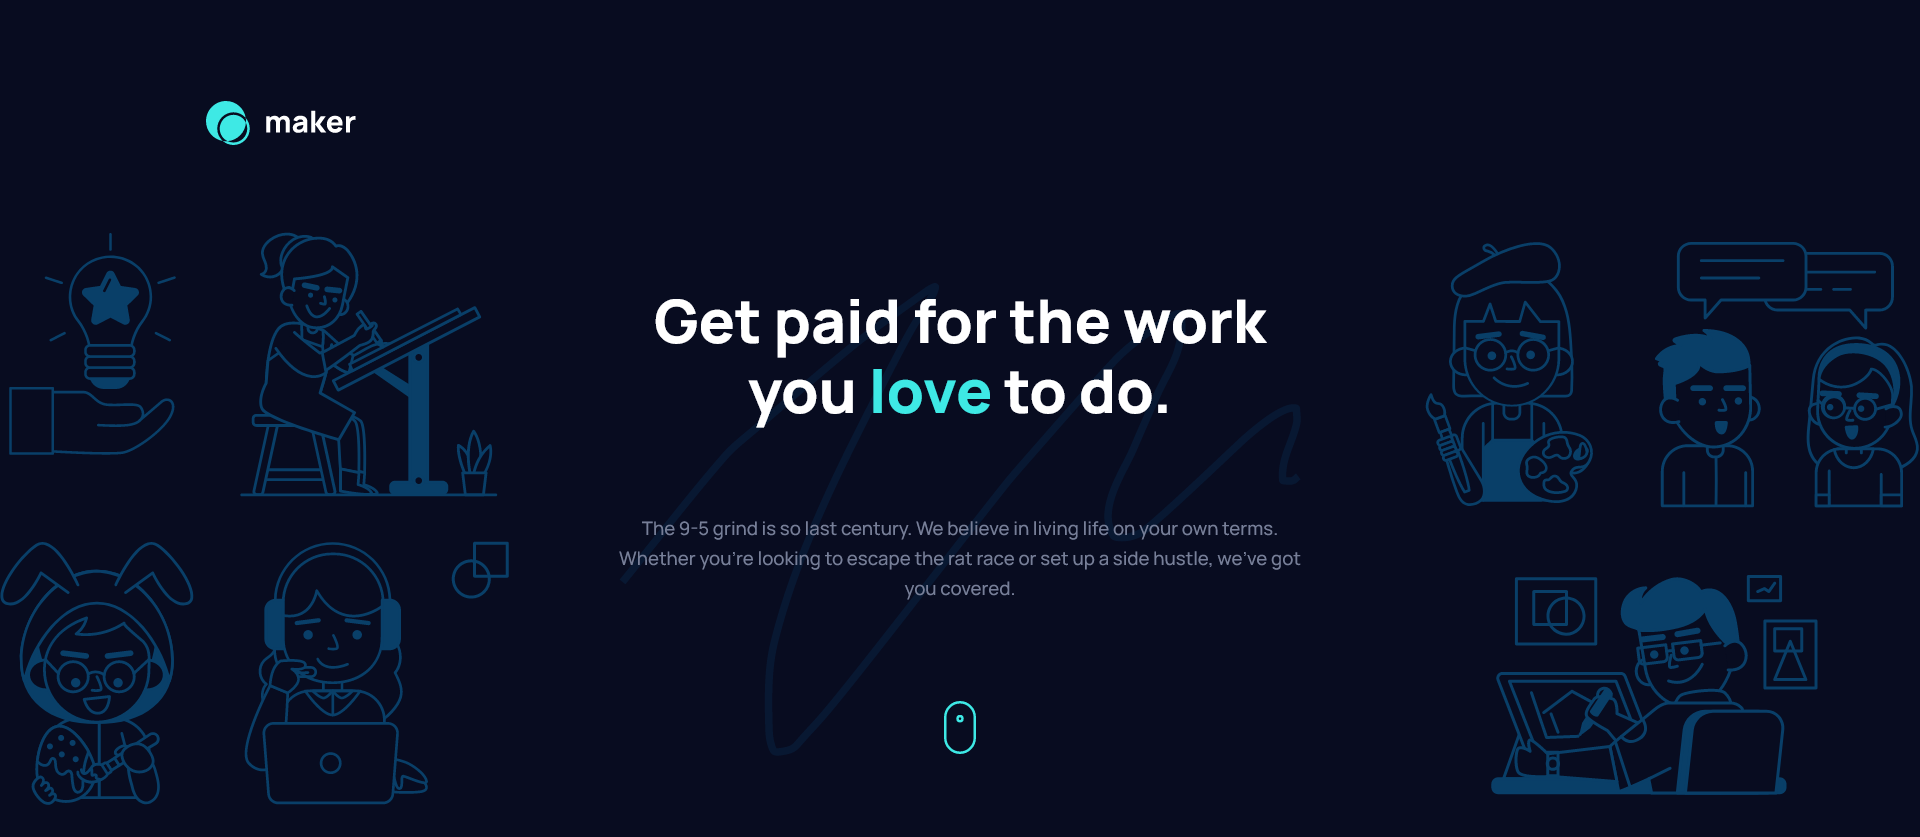 maker
Get paid for the work
you love to do.
The 9-5 grind is so last century. We believe in living life on your own terms.
Whether you’re looking to escape the rat race or set up a side hustle, we’ve got
you covered.